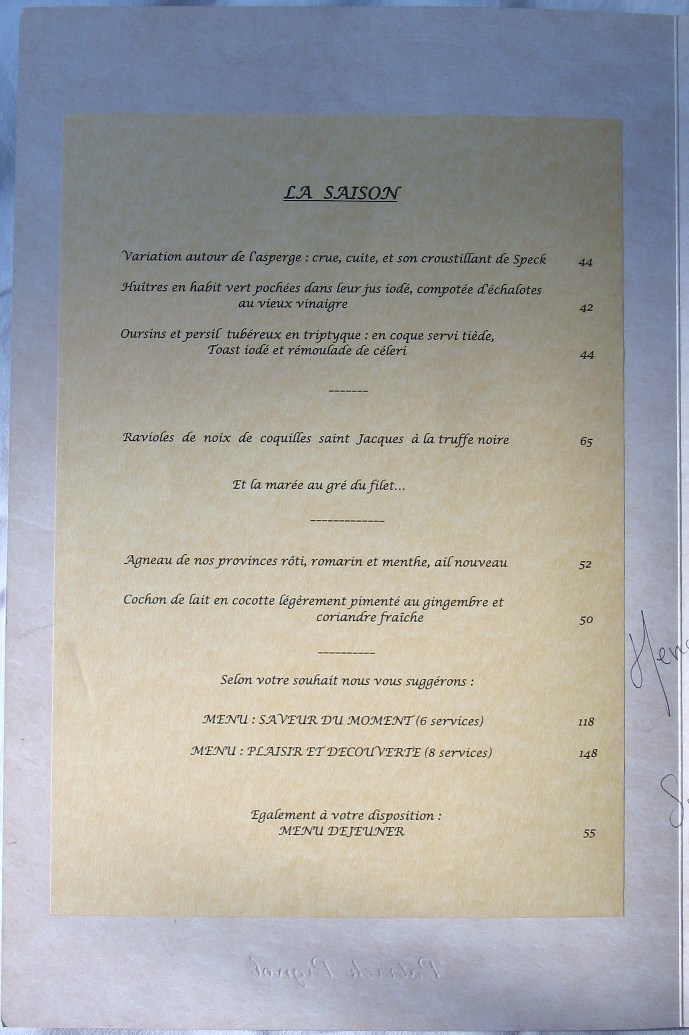 LA SAISON
Variation autour de l'asperge : crue, cuite, et son croustillant de Speck 44
Huîtres en habit vert pochées dans leur jus iodé, compotée d'échalotes
au vieux vinaigre 42
Oursins et persil tubéreux en triptyque : en coque servi tiède,
Toast iodé et rémoulade de céleri 44
-------
Ravioles de noix de coquilles saint Jacques à la truffe noire 65
Et la marée au gré du filet...
-------------
Agneau de nos provinces rôti, romarin et menthe, ail nouveau 52
Cochon de lait en cocotte légèrement pimenté au gingembre et
coriandre fraîche 50
----------
Selon votre souhait nous vous suggérons :
MENU : SAVEUR DU MOMENT (6 services) 118
MENU : PLAISIR ET DECOUVERTE (8 services) 148
Egalement à votre disposition :
MENU DEJEUNER 55
Patrick Pignol